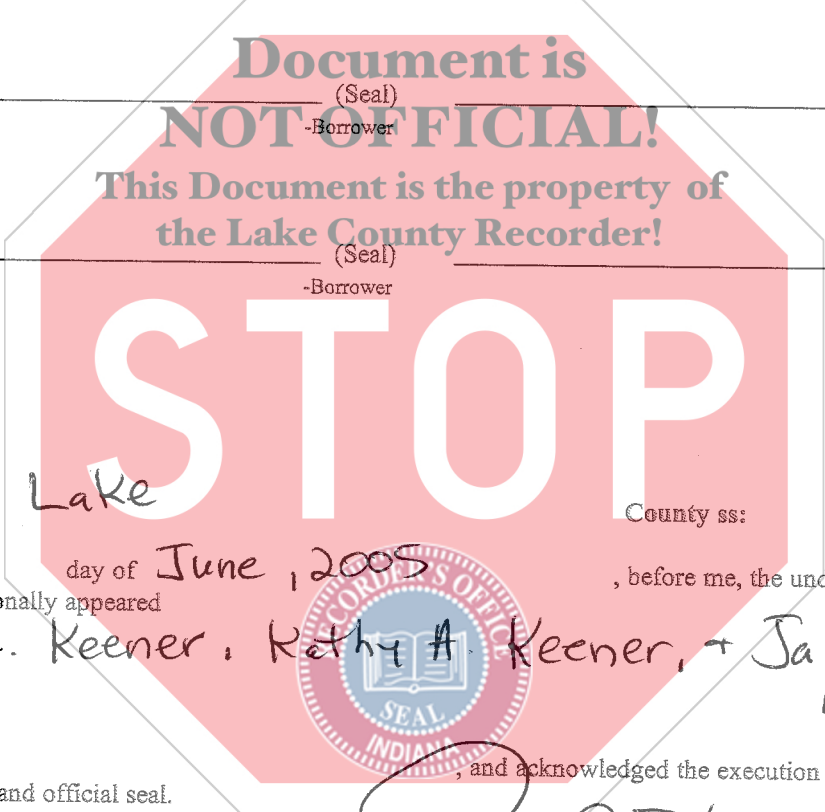 Document is
(Seal)
NOT OFFICIAL!
-Borrower
This Document is the property of
the Lake County Recorder!
(Seal)
-Borrower
STOP
Lake
County ss:
day of June, 2005
, before me, the und
onally appeared
. Keener, Kathy A. Keener, + Ja
RECORDER'S OFFICE
SEAL
INDIANA
, and acknowledged the execution
and official seal.